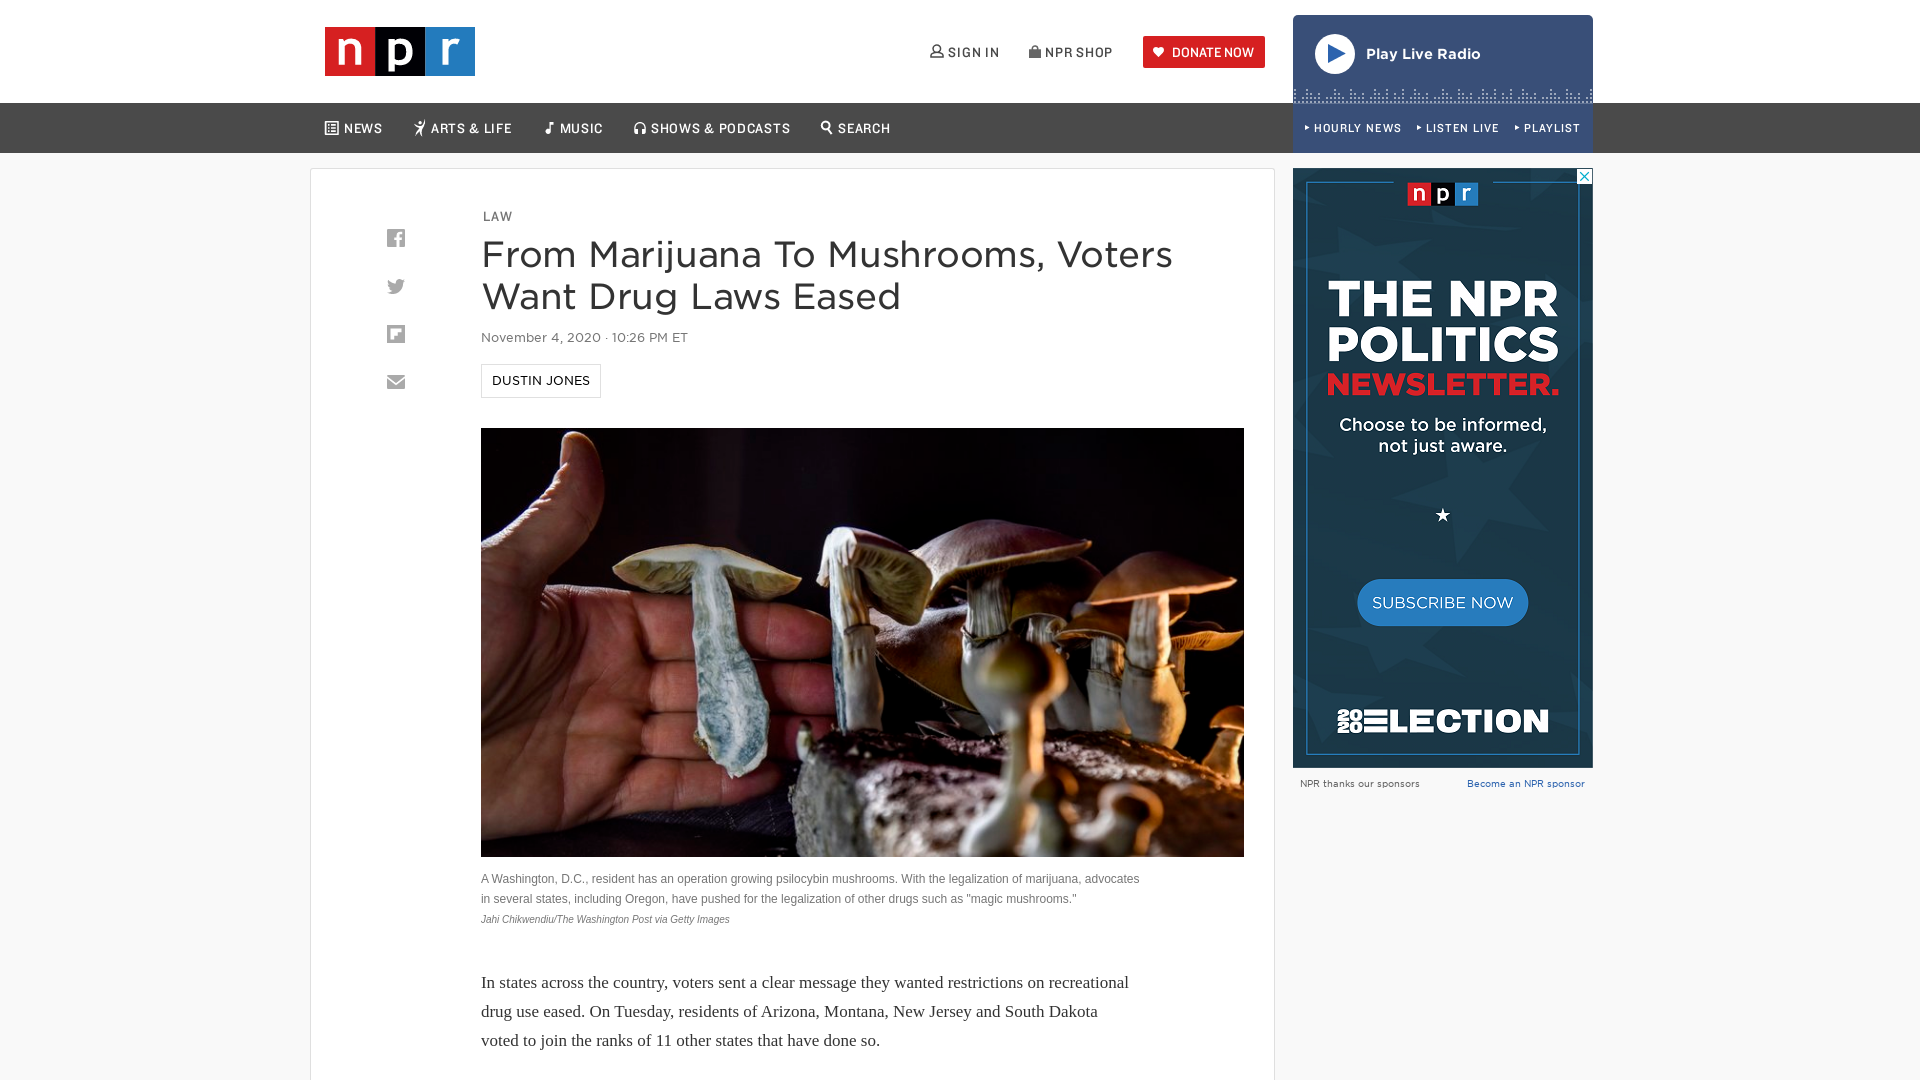 npr
SIGN IN
NPR SHOP
DONATE NOW
Play Live Radio
NEWS
ARTS & LIFE
MUSIC
SHOWS & PODCASTS
SEARCH
HOURLY NEWS
LISTEN LIVE
PLAYLIST
LAW
From Marijuana To Mushrooms, Voters
Want Drug Laws Eased
November 4, 2020 · 10:26 PM ET
DUSTIN JONES
A Washington, D.C., resident has an operation growing psilocybin mushrooms. With the legalization of marijuana, advocates
in several states, including Oregon, have pushed for the legalization of other drugs such as "magic mushrooms."
Jahi Chikwendiu/The Washington Post via Getty Images
In states across the country, voters sent a clear message they wanted restrictions on recreational
drug use eased. On Tuesday, residents of Arizona, Montana, New Jersey and South Dakota
voted to join the ranks of 11 other states that have done so.
npr
THE NPR
POLITICS
NEWSLETTER.
Choose to be informed,
not just aware.
SUBSCRIBE NOW
2020 ELECTION
NPR thanks our sponsors
Become an NPR sponsor